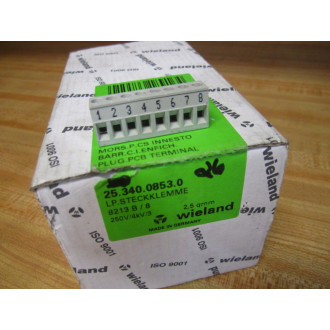 1 2 3 4 5 6 7 8
MORS.P.CS INNESTO
BARR.C.I.ENFICH.
PLUG PCB TERMINAL
25.340.0853.0
LP.STECKKLEMME
8213 B / 8 2,5 qmm
250V/4kV/3
wieland
MADE IN GERMANY
ISO 9001
ISO 9001
ISO 9001
wieland